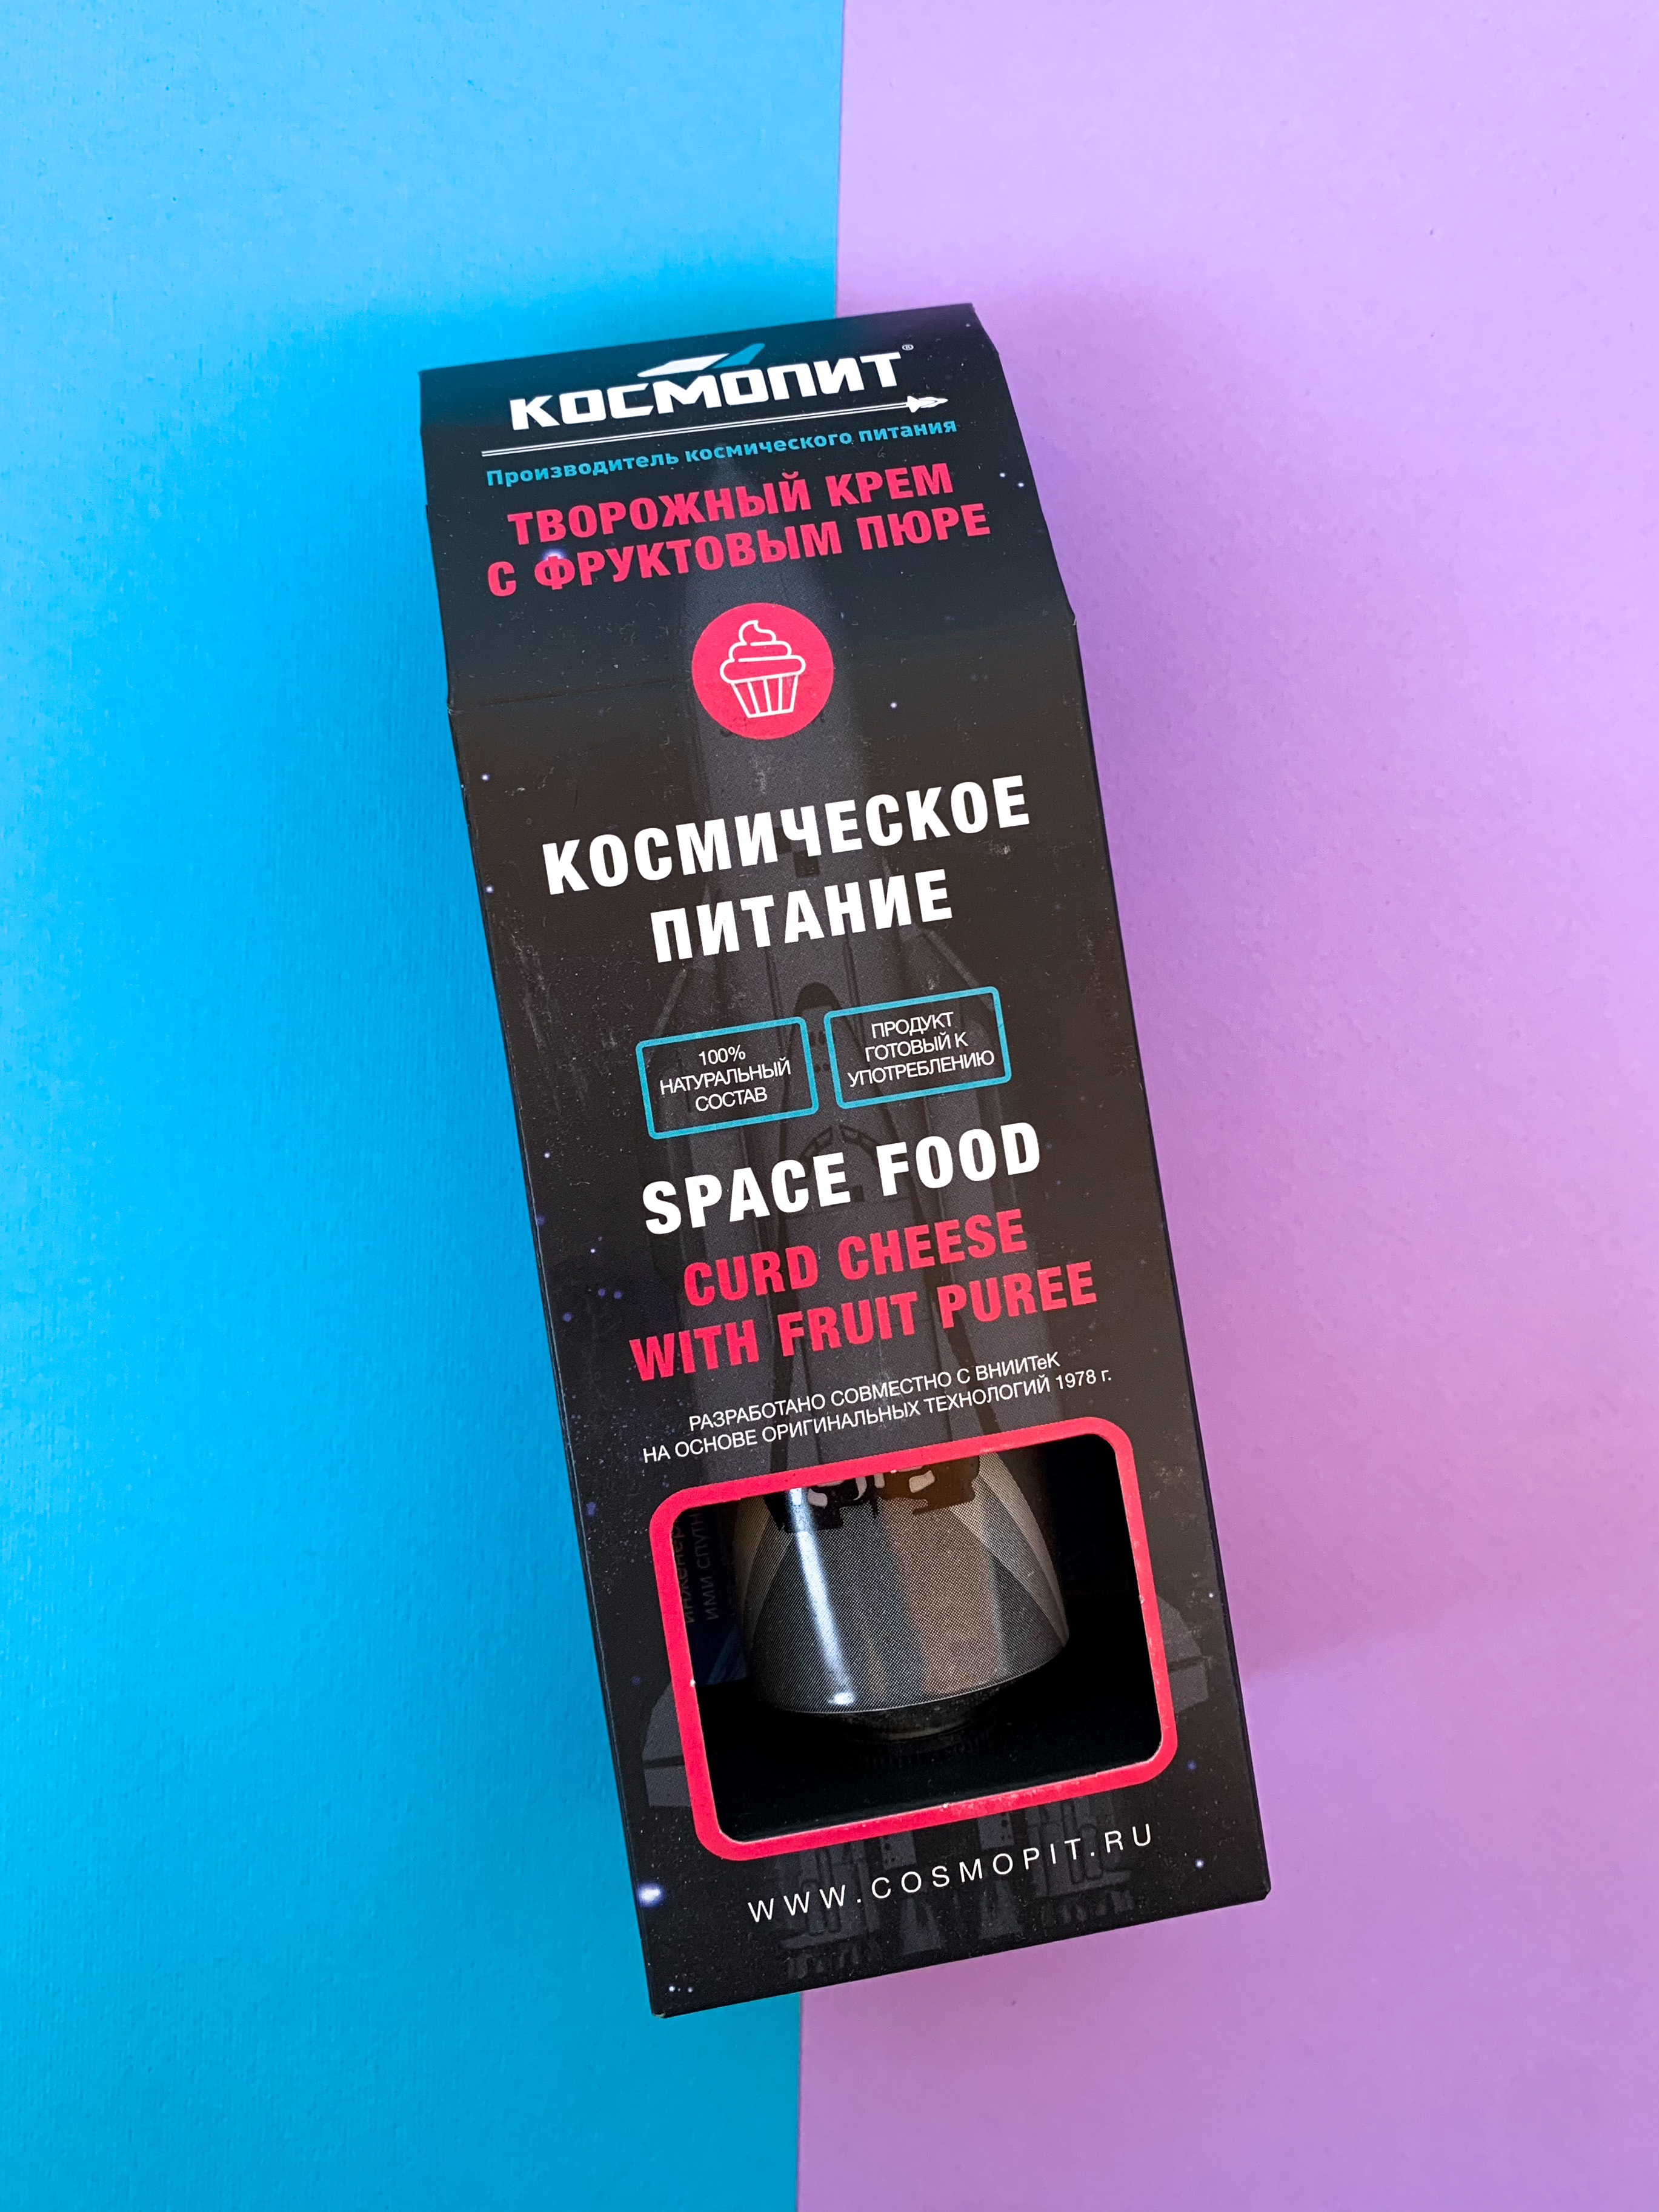 КОСМОПИТ®
Производитель космического питания
ТВОРОЖНЫЙ КРЕМ
С ФРУКТОВЫМ ПЮРЕ
КОСМИЧЕСКОЕ
ПИТАНИЕ
100%
НАТУРАЛЬНЫЙ
СОСТАВ
ПРОДУКТ
ГОТОВЫЙ К
УПОТРЕБЛЕНИЮ
SPACE FOOD
CURD CHEESE
WITH FRUIT PUREE
РАЗРАБОТАНО СОВМЕСТНО С ВНИИТеК
НА ОСНОВЕ ОРИГИНАЛЬНЫХ ТЕХНОЛОГИЙ 1978 г.
WWW.COSMOPIT.RU